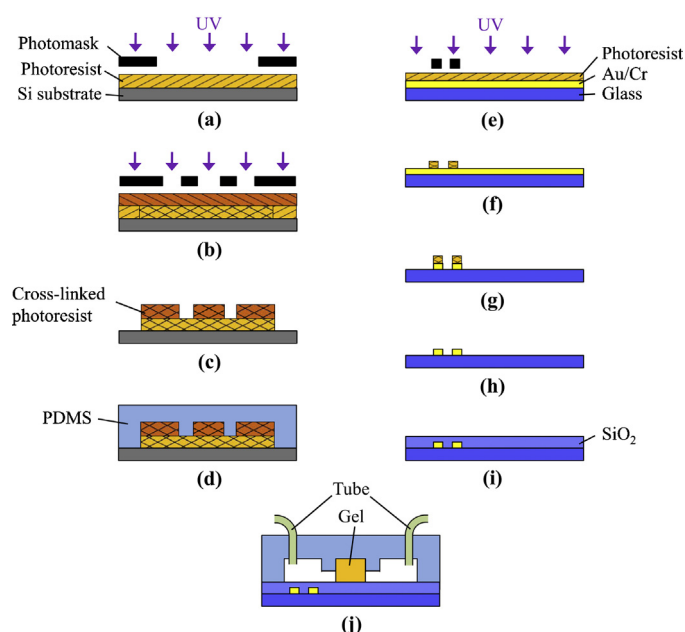 UV
Photomask
Photoresist
Si substrate
(a)
(b)
Cross-linked
photoresist
(c)
PDMS
(d)
UV
Photoresist
Au/Cr
Glass
(e)
(f)
(g)
(h)
SiO₂
(i)
Tube
Gel
(j)